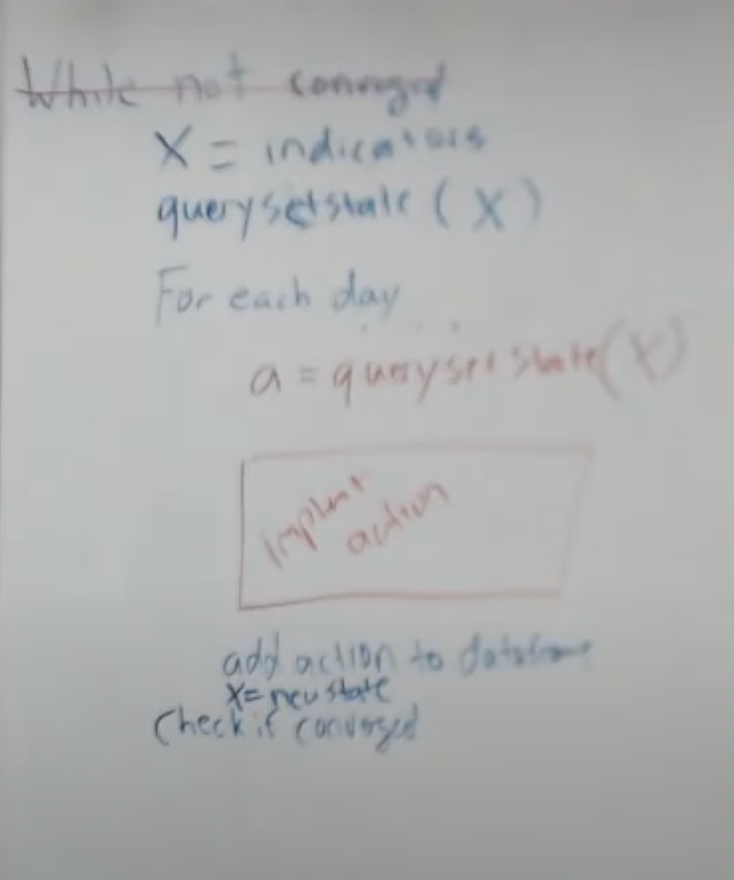 While not converged
X = indicators
querysetstate (X)
For each day
a = querysetstate(X)
implement
action
add action to dataframe
X= new state
Check if converged